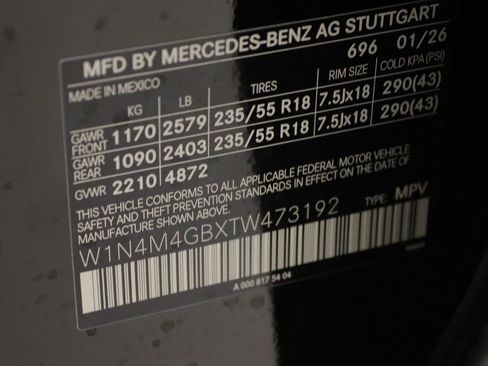 MFD BY MERCEDES-BENZ AG STUTTGART
MADE IN MEXICO 696 01/26
KG LB TIRES RIM SIZE COLD KPA(PSI)
GAWR FRONT 1170 2579 235/55 R18 7.5Jx18 290(43)
GAWR REAR 1090 2403 235/55 R18 7.5Jx18 290(43)
GVWR 2210 4872
THIS VEHICLE CONFORMS TO ALL APPLICABLE FEDERAL MOTOR VEHICLE
SAFETY AND THEFT PREVENTION STANDARDS IN EFFECT ON THE DATE OF
MANUFACTURE SHOWN ABOVE.
W1N4M4GBXTW473192 TYPE: MPV
A 000 817 54 04